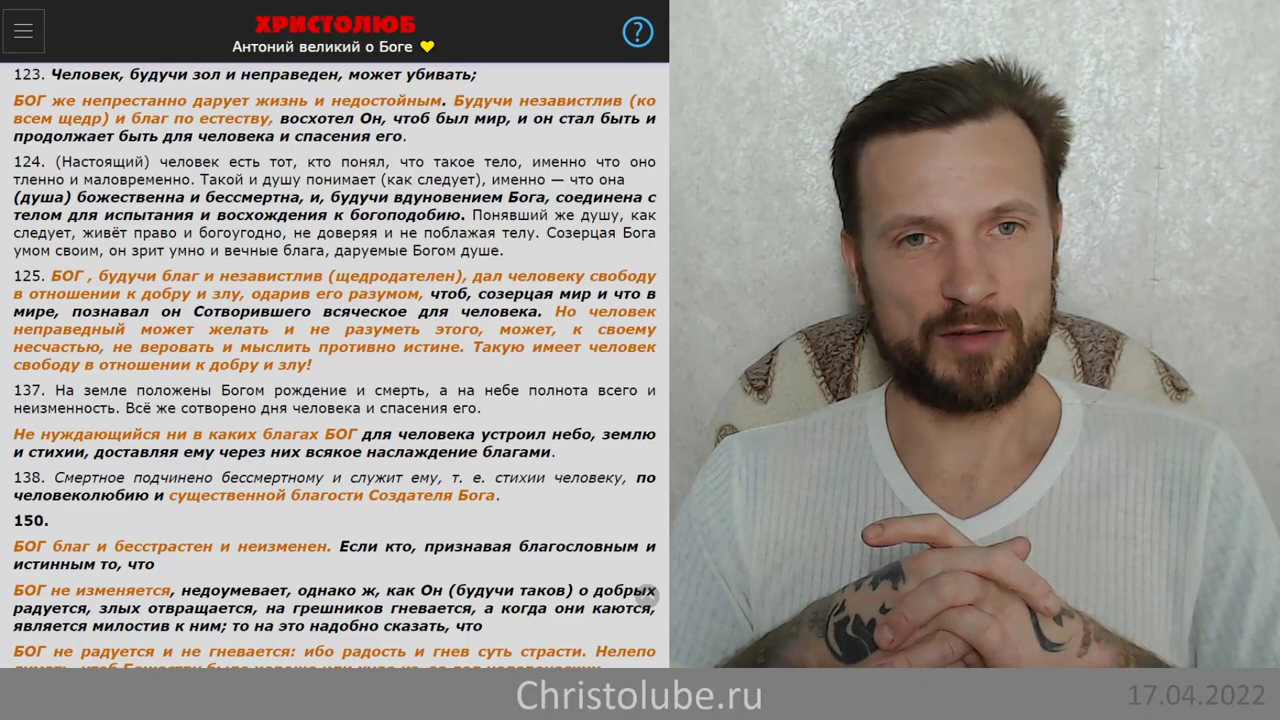 ХРИСТОЛЮБ
Антоний великий о Боге 💛
?
123. Человек, будучи зол и неправеден, может убивать;
БОГ же непрестанно дарует жизнь и недостойным. Будучи независтлив (ко
всем щедр) и благ по естеству, восхотел Он, чтоб был мир, и он стал быть и
продолжает быть для человека и спасения его.
124. (Настоящий) человек есть тот, кто понял, что такое тело, именно что оно
тленно и маловременно. Такой и душу понимает (как следует), именно — что она
(душа) божественна и бессмертна, и, будучи вдуновением Бога, соединена с
телом для испытания и восхождения к богоподобию. Понявший же душу, как
следует, живёт право и богоугодно, не доверяя и не поблажая телу. Созерцая Бога
умом своим, он зрит умно и вечные блага, даруемые Богом душе.
125. БОГ , будучи благ и независтлив (щедродателен), дал человеку свободу
в отношении к добру и злу, одарив его разумом, чтоб, созерцая мир и что в
мире, познавал он Сотворившего всяческое для человека. Но человек
неправедный может желать и не разуметь этого, может, к своему
несчастью, не веровать и мыслить противно истине. Такую имеет человек
свободу в отношении к добру и злу!
137. На земле положены Богом рождение и смерть, а на небе полнота всего и
неизменность. Всё же сотворено дня человека и спасения его.
Не нуждающийся ни в каких благах БОГ для человека устроил небо, землю
и стихии, доставляя ему через них всякое наслаждение благами.
138. Смертное подчинено бессмертному и служит ему, т. е. стихии человеку, по
человеколюбию и существенной благости Создателя Бога.
150.
БОГ благ и бесстрастен и неизменен. Если кто, признавая благословным и
истинным то, что
БОГ не изменяется, недоумевает, однако ж, как Он (будучи таков) о добрых
радуется, злых отвращается, на грешников гневается, а когда они каются,
является милостив к ним; то на это надобно сказать, что
БОГ не радуется и не гневается: ибо радость и гнев суть страсти. Нелепо
Christolube.ru
17.04.2022